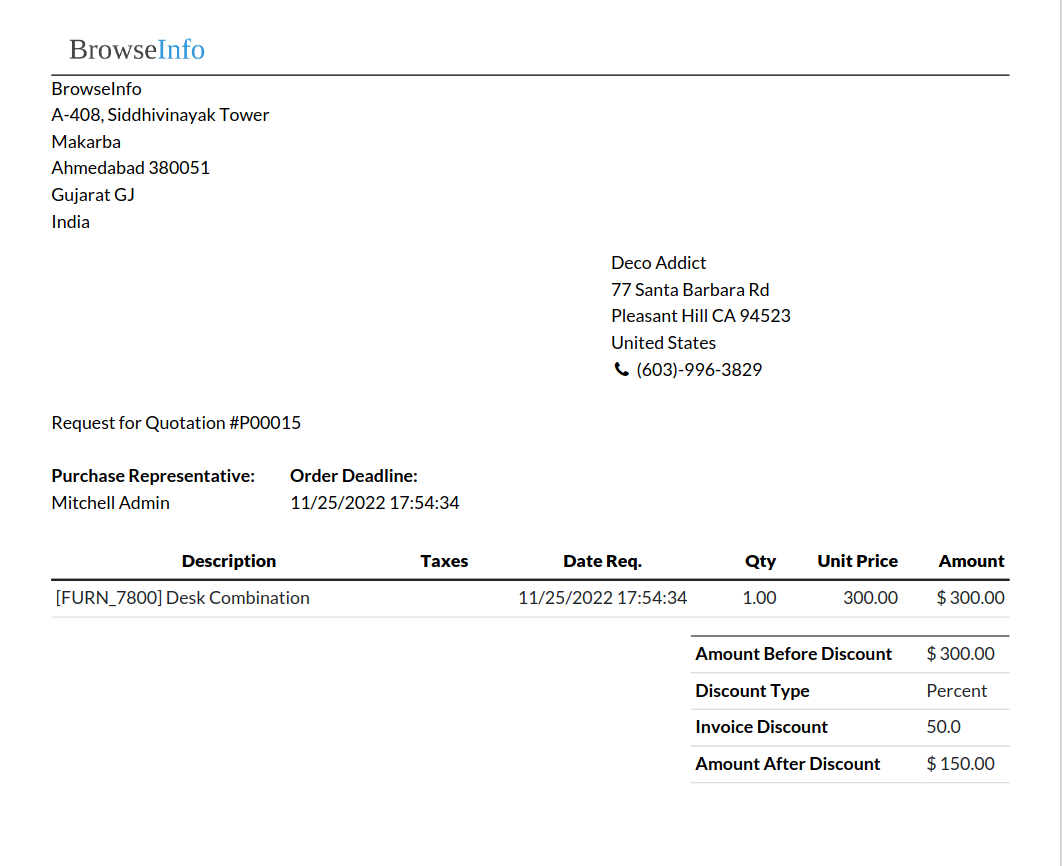 BrowseInfo
BrowseInfo
A-408, Siddhivinayak Tower
Makarba
Ahmedabad 380051
Gujarat GJ
India
Deco Addict
77 Santa Barbara Rd
Pleasant Hill CA 94523
United States
(603)-996-3829
Request for Quotation #P00015
Purchase Representative: Order Deadline:
Mitchell Admin 11/25/2022 17:54:34
Description Taxes Date Req. Qty Unit Price Amount
[FURN_7800] Desk Combination 11/25/2022 17:54:34 1.00 300.00 $ 300.00
Amount Before Discount $ 300.00
Discount Type Percent
Invoice Discount 50.0
Amount After Discount $ 150.00